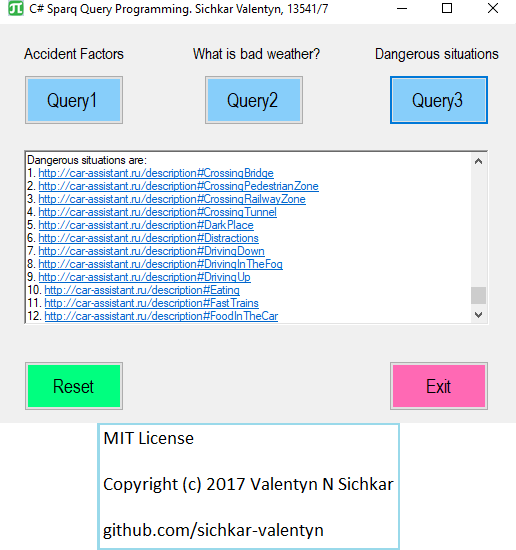 C# Sparq Query Programming. Sichkar Valentyn, 13541/7
Accident Factors What is bad weather? Dangerous situations
Query1 Query2 Query3
Dangerous situations are:
1. http://car-assistant.ru/description#CrossingBridge
2. http://car-assistant.ru/description#CrossingPedestrianZone
3. http://car-assistant.ru/description#CrossingRailwayZone
4. http://car-assistant.ru/description#CrossingTunnel
5. http://car-assistant.ru/description#DarkPlace
6. http://car-assistant.ru/description#Distractions
7. http://car-assistant.ru/description#DrivingDown
8. http://car-assistant.ru/description#DrivingInTheFog
9. http://car-assistant.ru/description#DrivingUp
10. http://car-assistant.ru/description#Eating
11. http://car-assistant.ru/description#FastTrains
12. http://car-assistant.ru/description#FoodInTheCar
Reset Exit
MIT License
Copyright (c) 2017 Valentyn N Sichkar
github.com/sichkar-valentyn